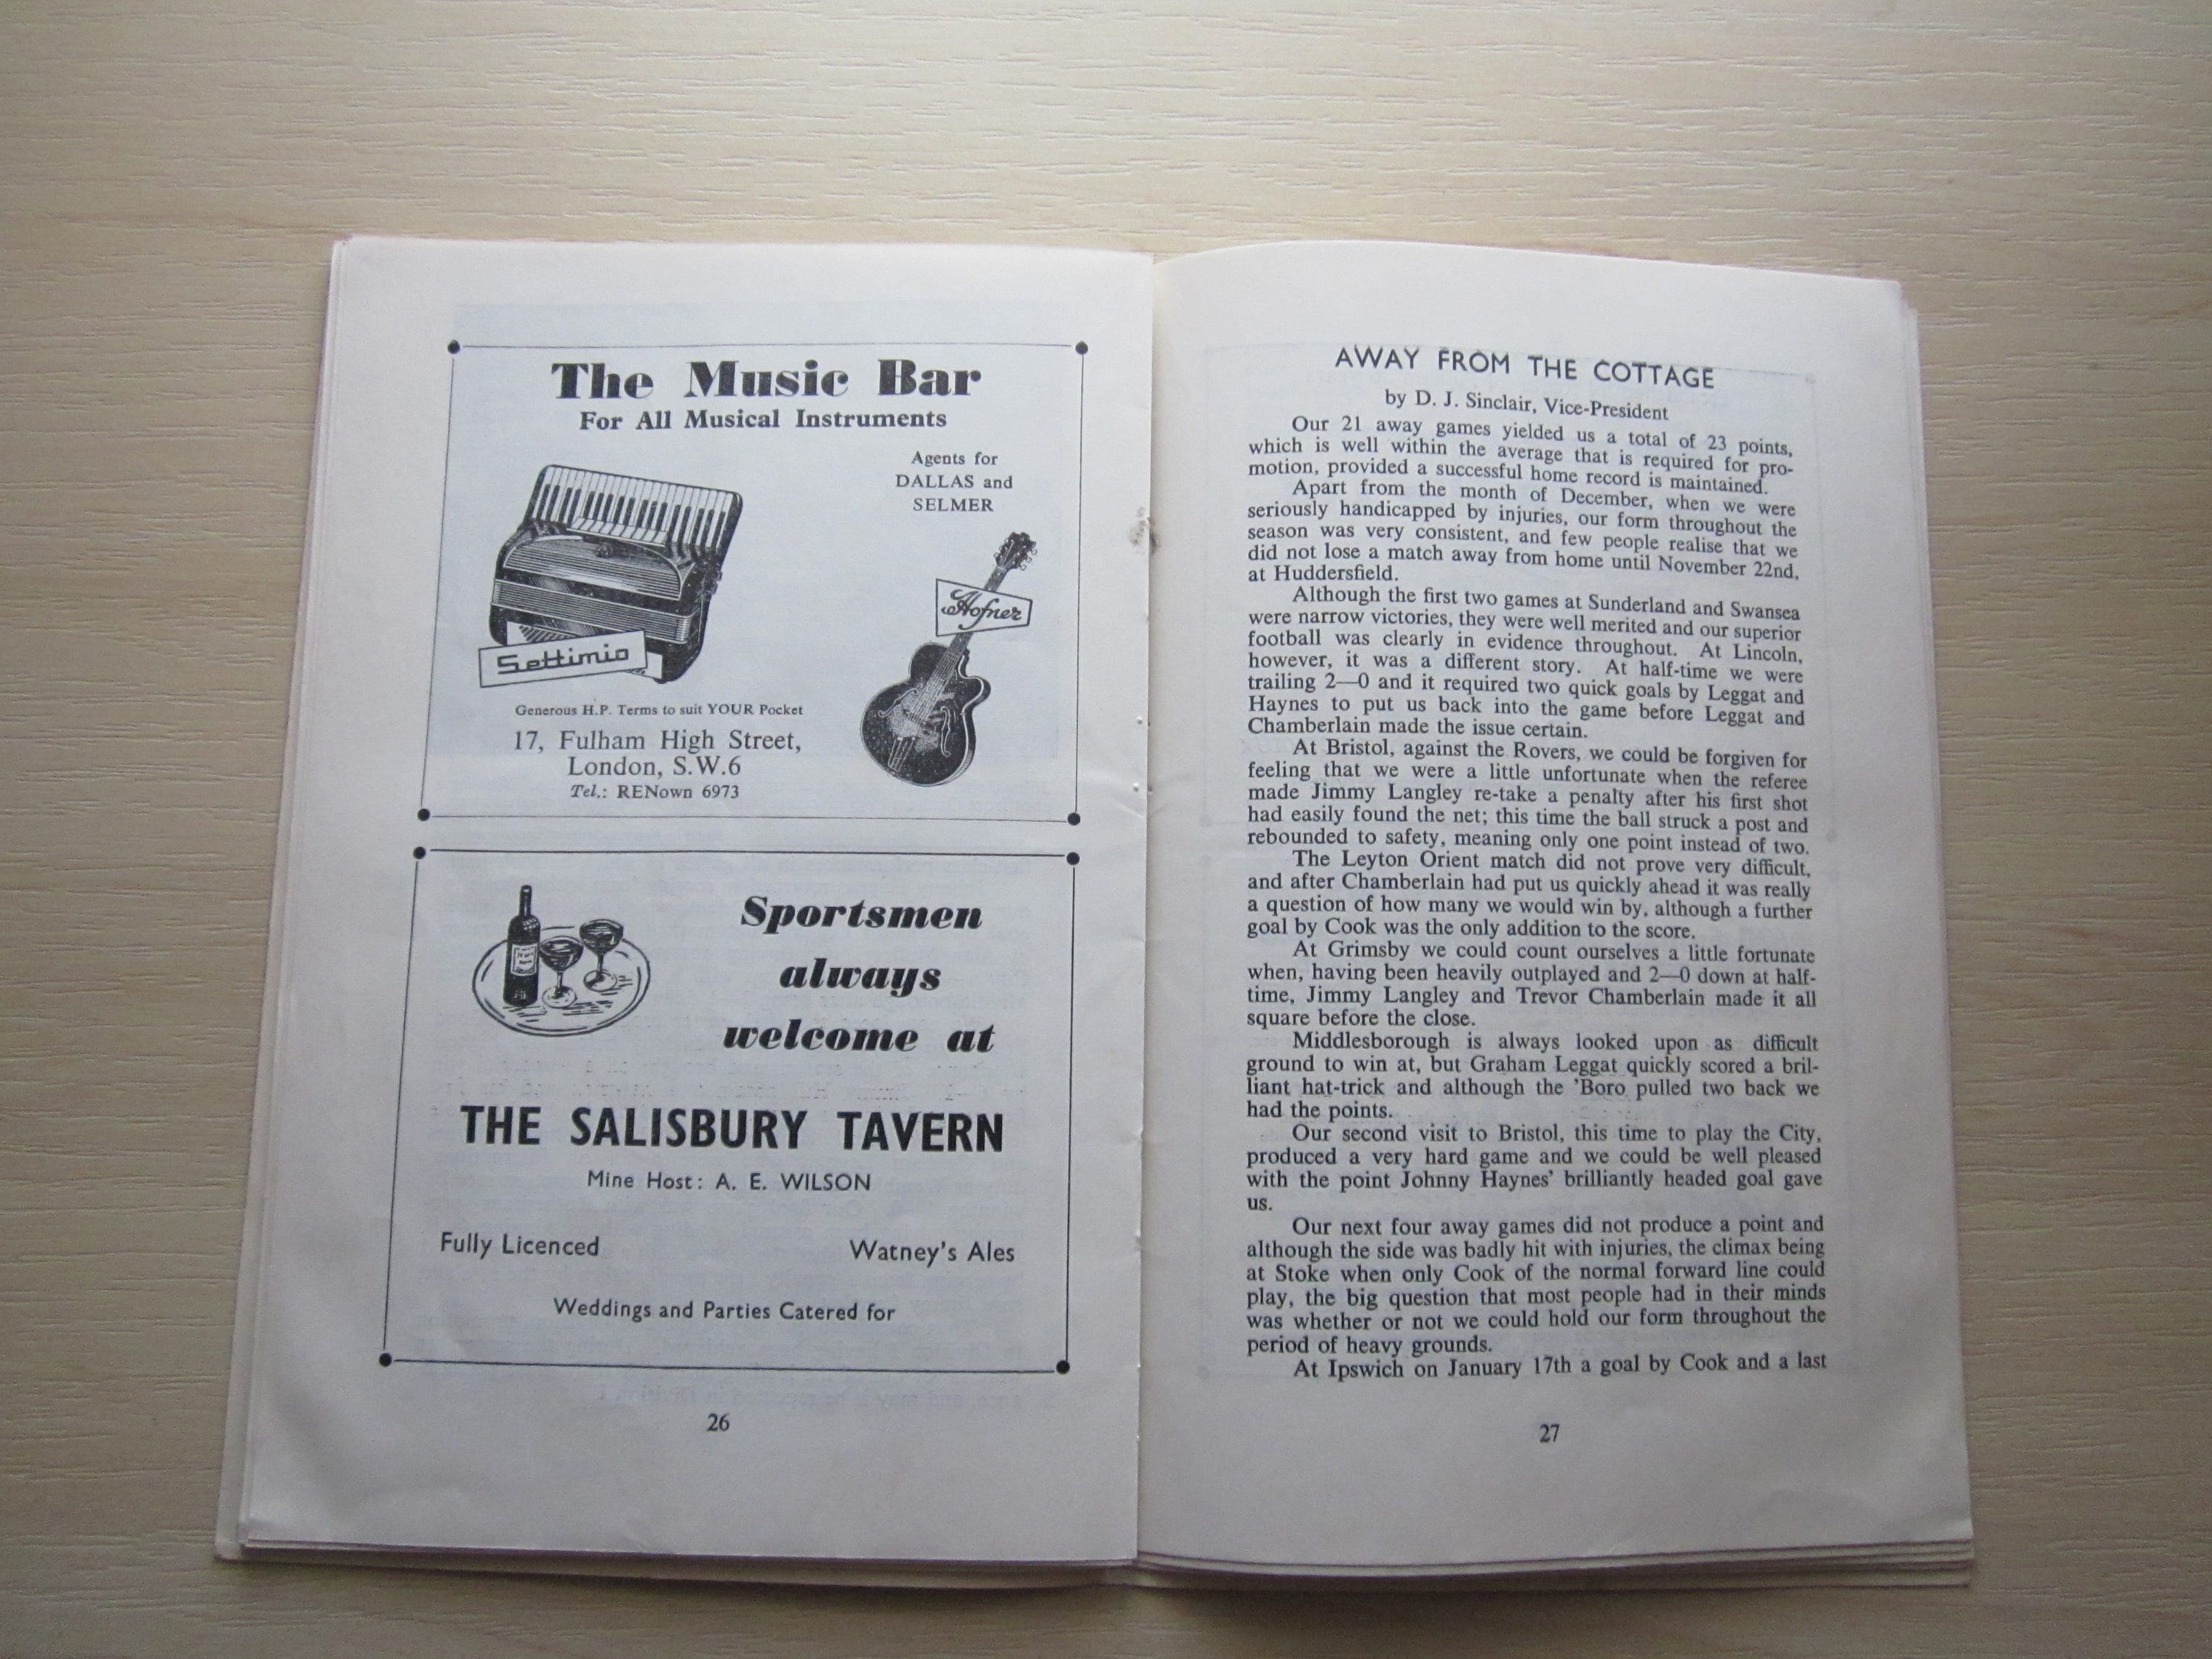 The Music Bar
For All Musical Instruments
Agents for
DALLAS and
SELMER
Hofner
Settimio
Generous H.P. Terms to suit YOUR Pocket
17, Fulham High Street,
London, S.W.6
Tel.: RENown 6973
Sportsmen
always
welcome at
THE SALISBURY TAVERN
Mine Host: A. E. WILSON
Fully Licenced
Watney's Ales
Weddings and Parties Catered for
26
AWAY FROM THE COTTAGE
by D. J. Sinclair, Vice-President
Our 21 away games yielded us a total of 23 points,
which is well within the average that is required for pro-
motion, provided a successful home record is maintained.
Apart from the month of December, when we were
seriously handicapped by injuries, our form throughout the
season was very consistent, and few people realise that we
did not lose a match away from home until November 22nd,
at Huddersfield.
Although the first two games at Sunderland and Swansea
were narrow victories, they were well merited and our superior
football was clearly in evidence throughout. At Lincoln,
however, it was a different story. At half-time we were
trailing 2—0 and it required two quick goals by Leggat and
Haynes to put us back into the game before Leggat and
Chamberlain made the issue certain.
At Bristol, against the Rovers, we could be forgiven for
feeling that we were a little unfortunate when the referee
made Jimmy Langley re-take a penalty after his first shot
had easily found the net; this time the ball struck a post and
rebounded to safety, meaning only one point instead of two.
The Leyton Orient match did not prove very difficult,
and after Chamberlain had put us quickly ahead it was really
a question of how many we would win by, although a further
goal by Cook was the only addition to the score.
At Grimsby we could count ourselves a little fortunate
when, having been heavily outplayed and 2—0 down at half-
time, Jimmy Langley and Trevor Chamberlain made it all
square before the close.
Middlesborough is always looked upon as difficult
ground to win at, but Graham Leggat quickly scored a bril-
liant hat-trick and although the 'Boro pulled two back we
had the points.
Our second visit to Bristol, this time to play the City,
produced a very hard game and we could be well pleased
with the point Johnny Haynes' brilliantly headed goal gave
us.
Our next four away games did not produce a point and
although the side was badly hit with injuries, the climax being
at Stoke when only Cook of the normal forward line could
play, the big question that most people had in their minds
was whether or not we could hold our form throughout the
period of heavy grounds.
At Ipswich on January 17th a goal by Cook and a last
27